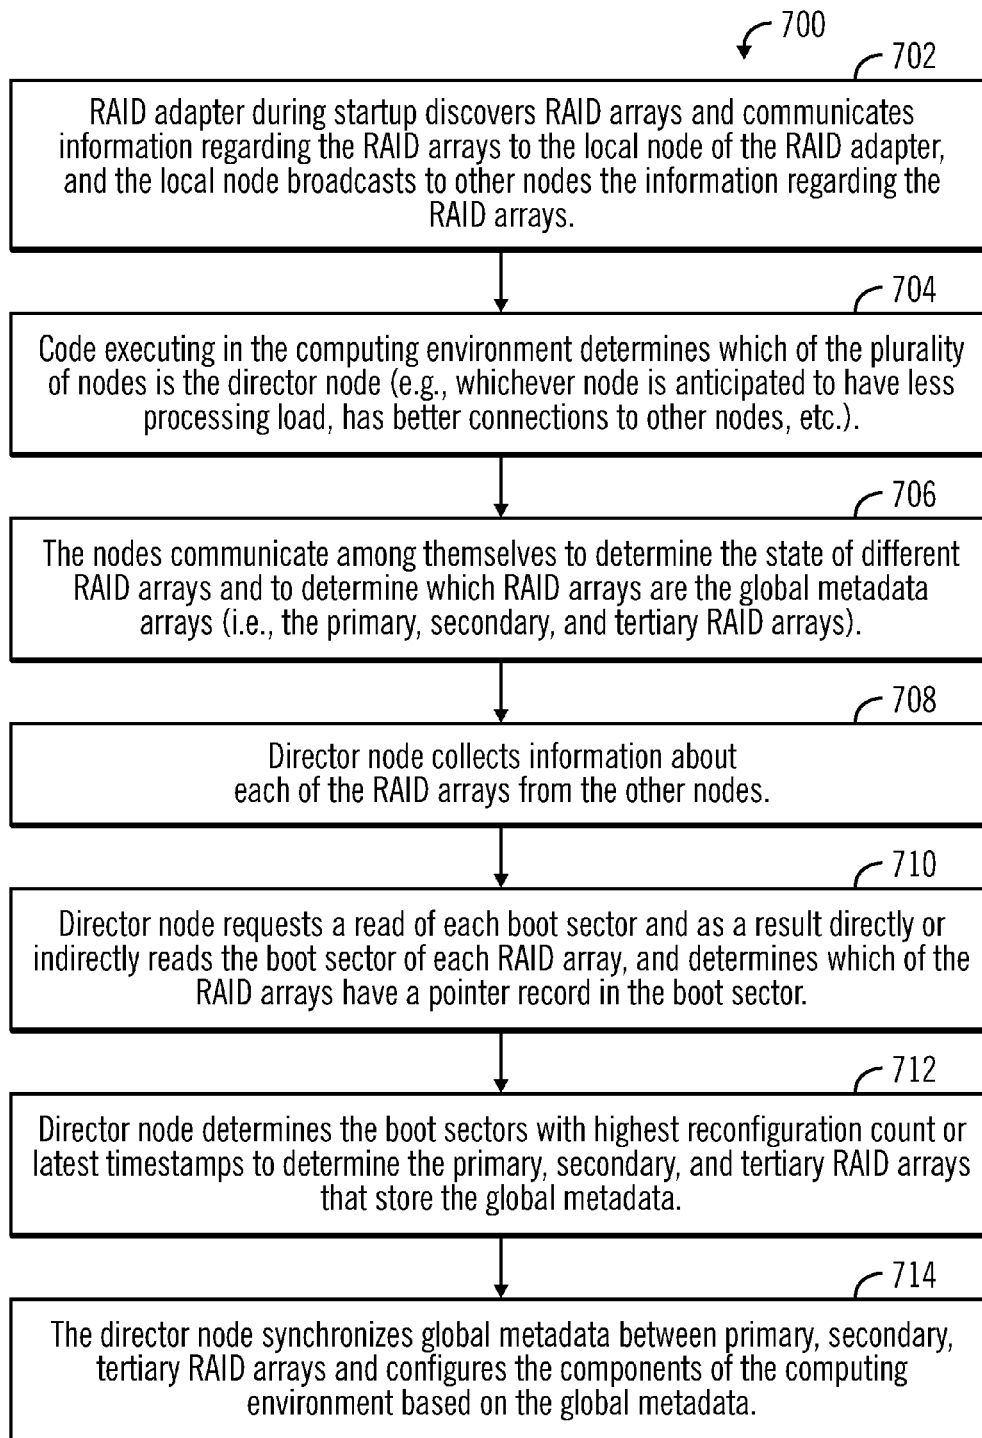 700
702
RAID adapter during startup discovers RAID arrays and communicates
information regarding the RAID arrays to the local node of the RAID adapter,
and the local node broadcasts to other nodes the information regarding the
RAID arrays.
704
Code executing in the computing environment determines which of the plurality
of nodes is the director node (e.g., whichever node is anticipated to have less
processing load, has better connections to other nodes, etc.).
706
The nodes communicate among themselves to determine the state of different
RAID arrays and to determine which RAID arrays are the global metadata
arrays (i.e., the primary, secondary, and tertiary RAID arrays).
708
Director node collects information about
each of the RAID arrays from the other nodes.
710
Director node requests a read of each boot sector and as a result directly or
indirectly reads the boot sector of each RAID array, and determines which of the
RAID arrays have a pointer record in the boot sector.
712
Director node determines the boot sectors with highest reconfiguration count or
latest timestamps to determine the primary, secondary, and tertiary RAID arrays
that store the global metadata.
714
The director node synchronizes global metadata between primary, secondary,
tertiary RAID arrays and configures the components of the computing
environment based on the global metadata.